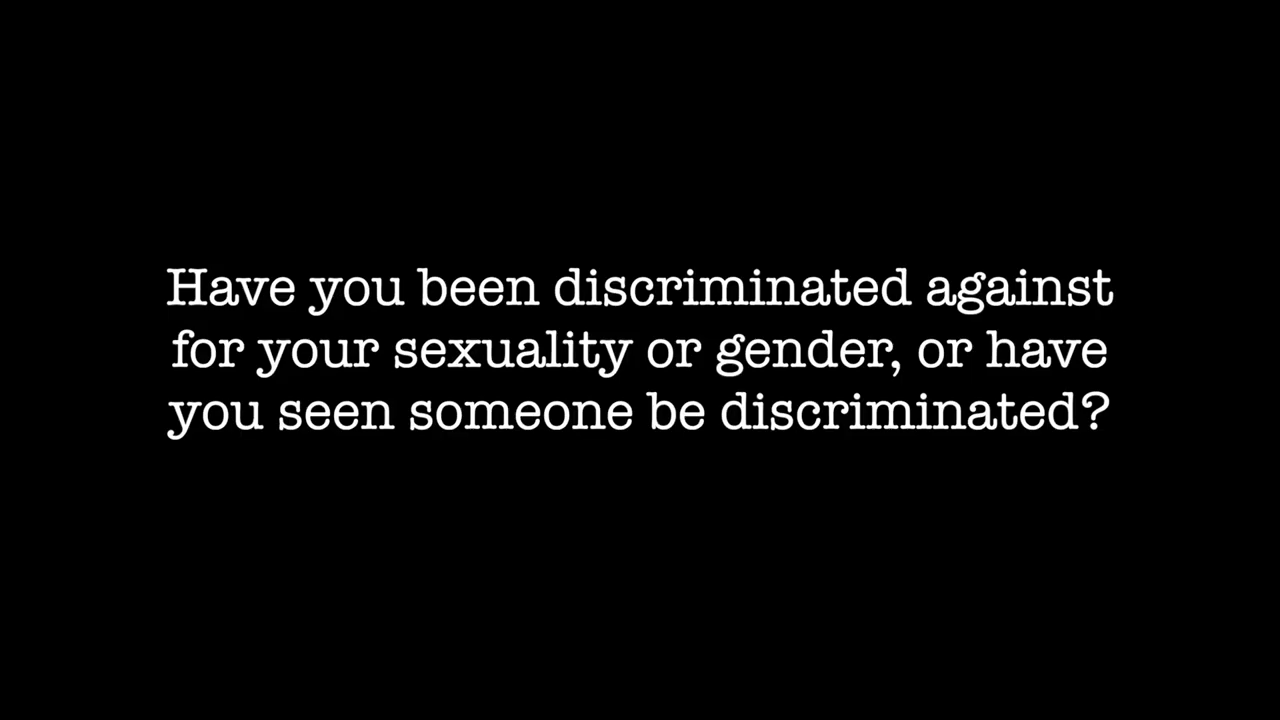 Have you been discriminated against
for your sexuality or gender, or have
you seen someone be discriminated?